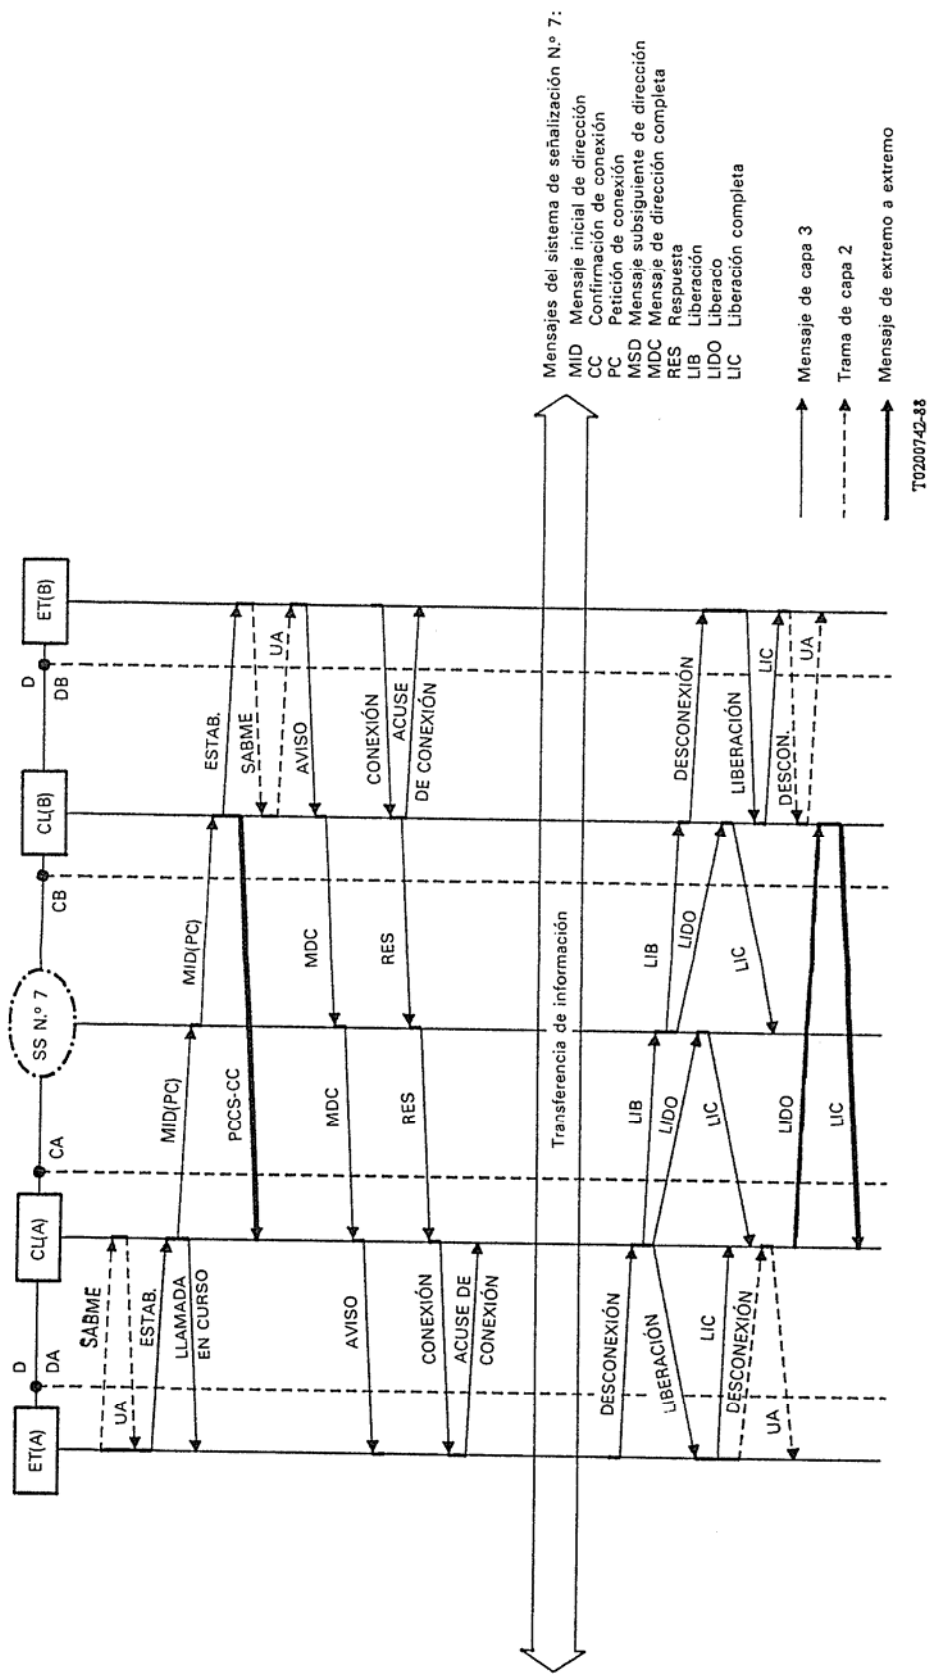 ET(A)
D
DA
CL(A)
CA
SS N.º 7
CB
CL(B)
D
DB
ET(B)
SABME
UA
ESTAB.
LLAMADA
EN CURSO
MID(PC)
MID(PC)
PCCS-CC
ESTAB.
SABME
UA
AVISO
MDC
MDC
AVISO
CONEXIÓN
ACUSE
DE CONEXIÓN
RES
RES
CONEXIÓN
ACUSE DE
CONEXIÓN
Transferencia de información
DESCONEXIÓN
LIBERACIÓN
LIC
DESCONEXIÓN
UA
LIB
LIDO
LIC
LIB
LIDO
LIC
DESCONEXIÓN
LIBERACIÓN
LIC
DESCON.
UA
LIDO
LIC
Mensajes del sistema de señalización N.º 7:
MID Mensaje inicial de dirección
CC Confirmación de conexión
PC Petición de conexión
MSD Mensaje subsiguiente de dirección
MDC Mensaje de dirección completa
RES Respuesta
LIB Liberación
LIDO Liberado
LIC Liberación completa
Mensaje de capa 3
Trama de capa 2
Mensaje de extremo a extremo
T0200742-88